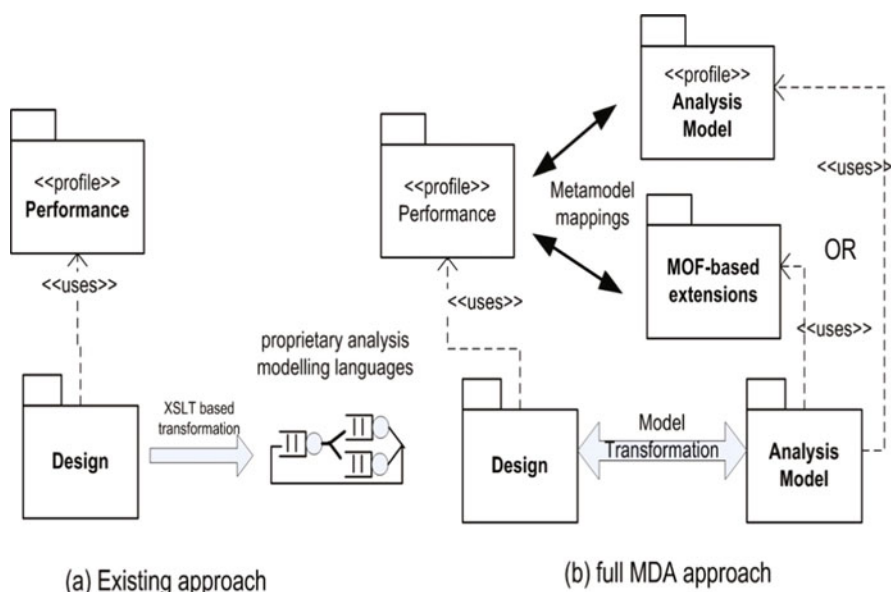 <<profile>>
Performance
<<uses>>
Design
XSLT based
transformation
proprietary analysis
modelling languages
(a) Existing approach
<<profile>>
Performance
<<uses>>
Metamodel
mappings
<<profile>>
Analysis
Model
<<uses>>
OR
MOF-based
extensions
<<uses>>
Design
Model
Transformation
Analysis
Model
(b) full MDA approach